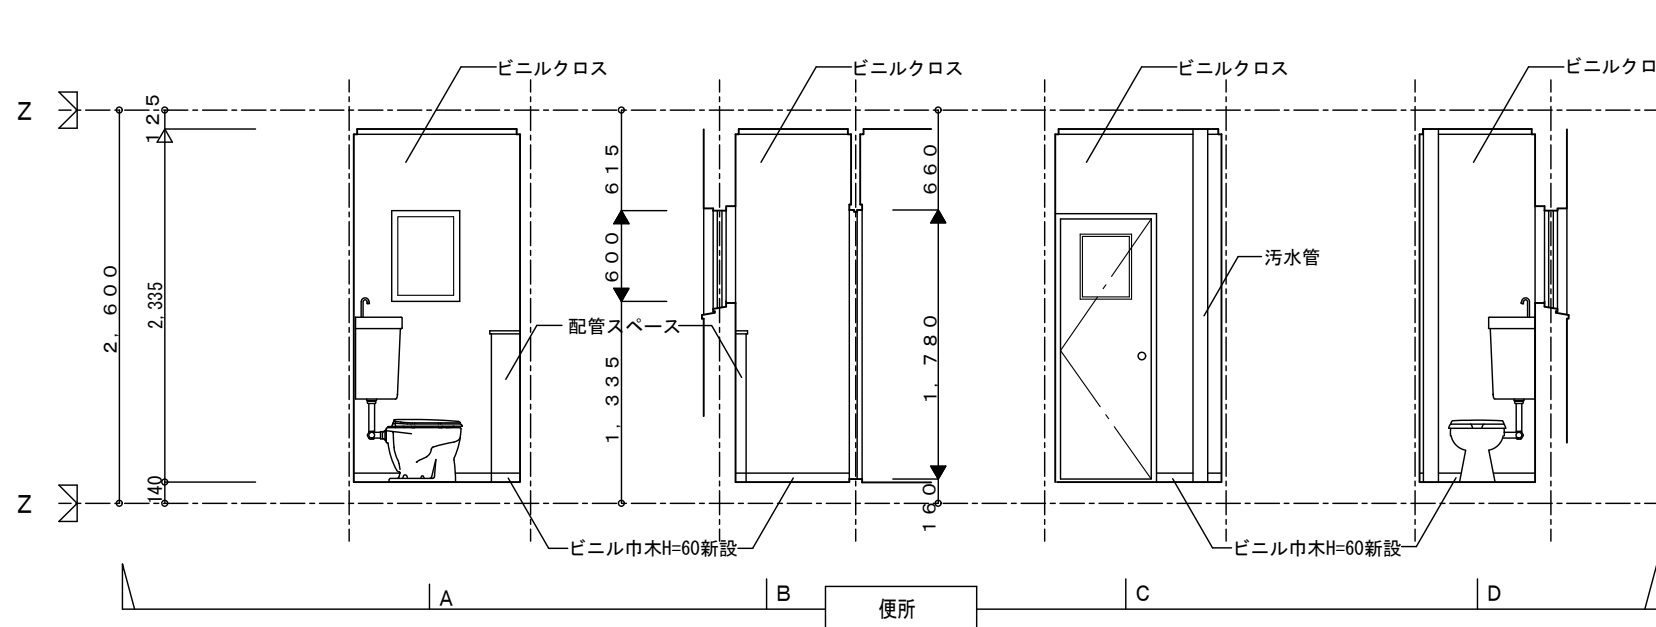 ビニルクロス
ビニルクロス
ビニルクロス
ビニルクロ
Z
125
615
660
600
汚水管
2,600
2,335
配管スペース
1,335
1,780
140
160
Z
ビニル巾木H=60新設
ビニル巾木H=60新設
A
B
便所
C
D